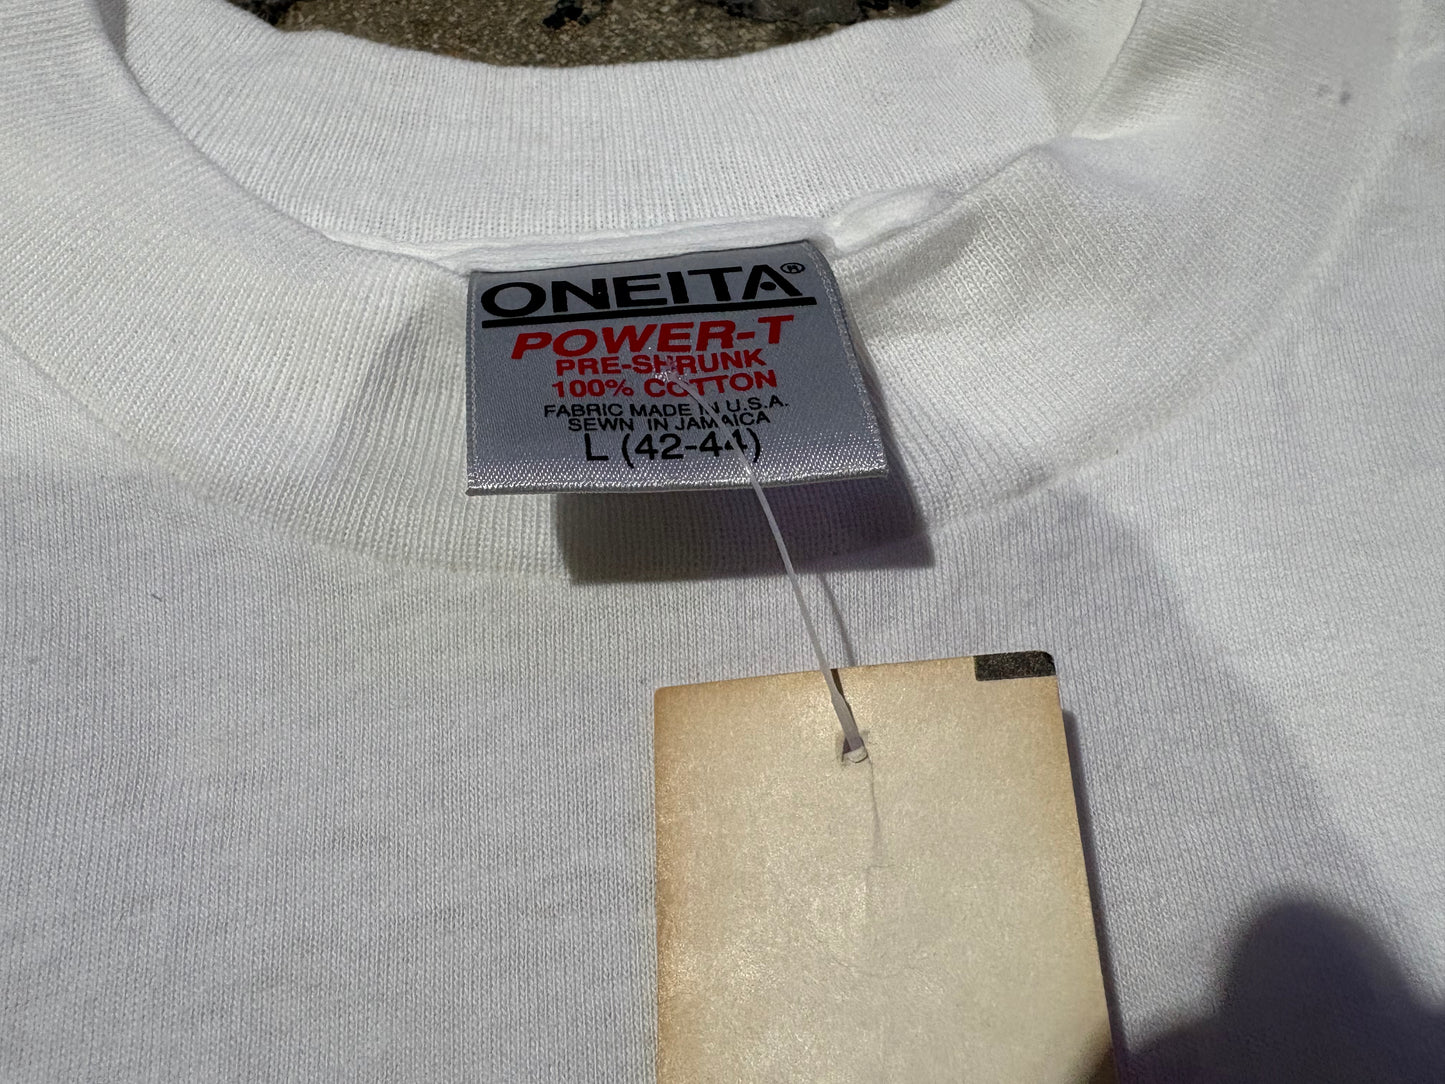 ONEITA®
POWER-T
PRE-SHRUNK
100% COTTON
FABRIC MADE IN U.S.A.
SEWN IN JAMAICA
L (42-44)